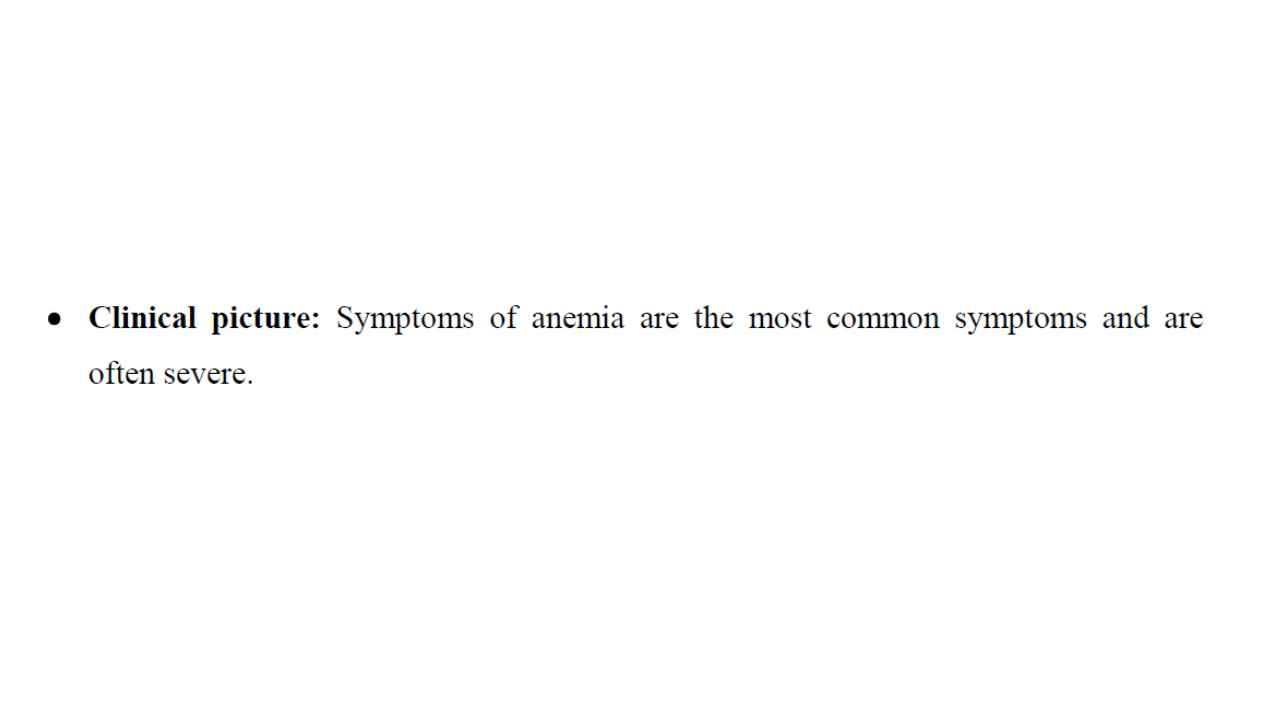 • Clinical picture: Symptoms of anemia are the most common symptoms and are
often severe.